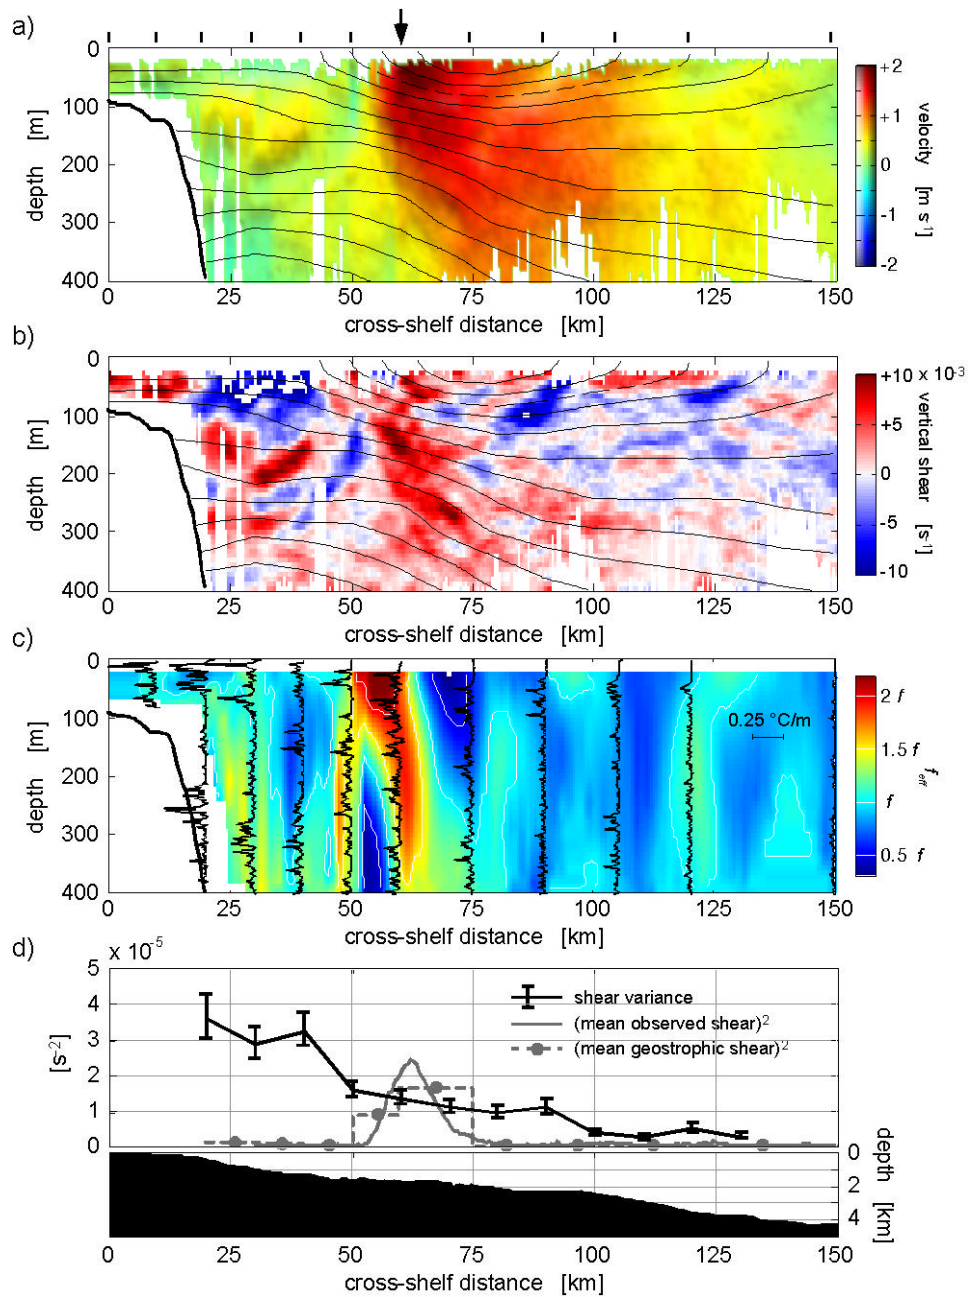 a)
0
100
200
300
400
depth [m]
0 25 50 75 100 125 150
cross-shelf distance [km]
+2
+1
0
-1
-2
velocity [m s⁻¹]
b)
0
100
200
300
400
depth [m]
0 25 50 75 100 125 150
cross-shelf distance [km]
+10
+5
0
-5
-10
×10⁻³ vertical shear [s⁻¹]
c)
0
100
200
300
400
depth [m]
0.25 °C/m
0 25 50 75 100 125 150
cross-shelf distance [km]
2 f
1.5 f
f
0.5 f
f_eff
d)
x 10⁻⁵
5
4
3
2
1
0
[s⁻²]
shear variance
(mean observed shear)²
(mean geostrophic shear)²
0
2
4
depth [km]
0 25 50 75 100 125 150
cross-shelf distance [km]